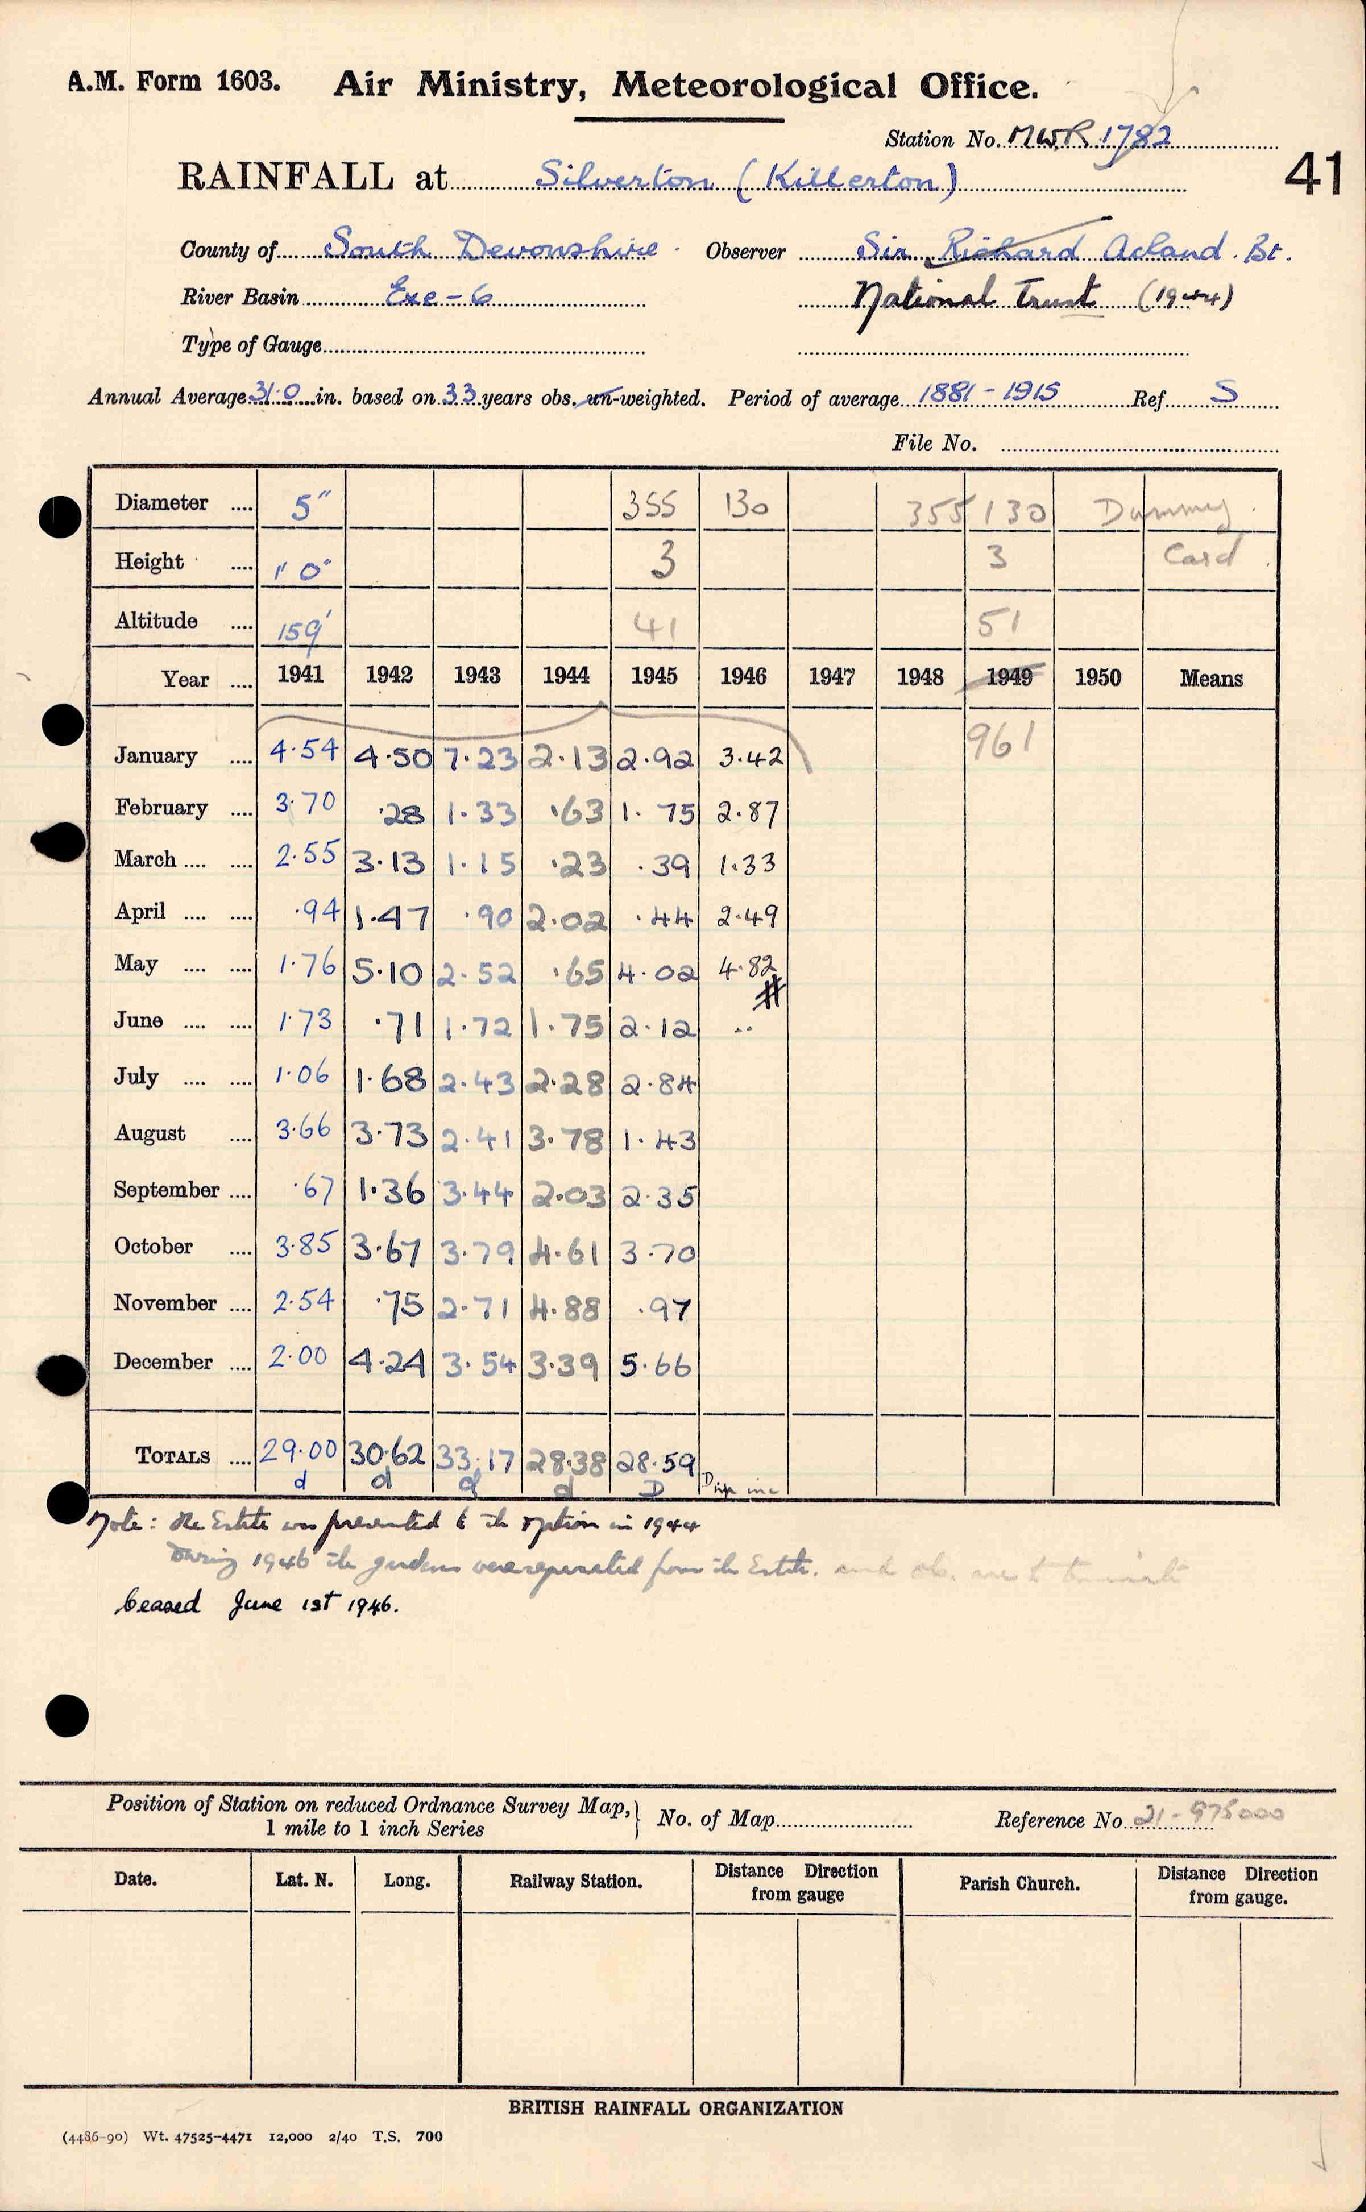 A.M. Form 1603. Air Ministry, Meteorological Office.
Station No. MWR 1782
41
RAINFALL at Silverton (Killerton)
County of South Devonshire Observer Sir Richard Acland. Bt.
River Basin Exe-6 National Trust (1944)
Type of Gauge
Annual Average 31.0 in. based on 33 years obs. un-weighted. Period of average 1881-1915 Ref S
File No.
Diameter .... 5" 355 130 355 130 Dummy
Height .... 1' 0" 3 3 Card
Altitude .... 159' 41 51
Year .... 1941 1942 1943 1944 1945 1946 1947 1948 1949 1950 Means
961
January .... 4.54 4.50 7.23 2.13 2.92 3.42
February .... 3.70 .28 1.33 .63 1.75 2.87
March .... .... 2.55 3.13 1.15 .23 .39 1.33
April .... .... .94 1.47 .90 2.02 .44 2.49
May .... .... 1.76 5.10 2.52 .65 4.02 4.82
#
June .... .... 1.73 .71 1.72 1.75 2.12 ..
July .... .... 1.06 1.68 2.43 2.28 2.84
August .... 3.66 3.73 2.41 3.78 1.43
September .... .67 1.36 3.44 2.03 2.35
October .... 3.85 3.67 3.79 4.61 3.70
November .... 2.54 .75 2.71 4.88 .97
December .... 2.00 4.24 3.54 3.39 5.66
TOTALS .... 29.00 30.62 33.17 28.38 28.59
d d d d D D inc
Note: The Estate was presented to the Nation in 1944
During 1946 the gardens were separated from the Estate. and obs. are to terminate
Ceased June 1st 1946.
Position of Station on reduced Ordnance Survey Map, 1 mile to 1 inch Series } No. of Map Reference No 21-975000
Date. Lat. N. Long. Railway Station. Distance Direction from gauge Parish Church. Distance Direction from gauge.
BRITISH RAINFALL ORGANIZATION
(4486-90) Wt. 47525-4471 12,000 2/40 T.S. 700